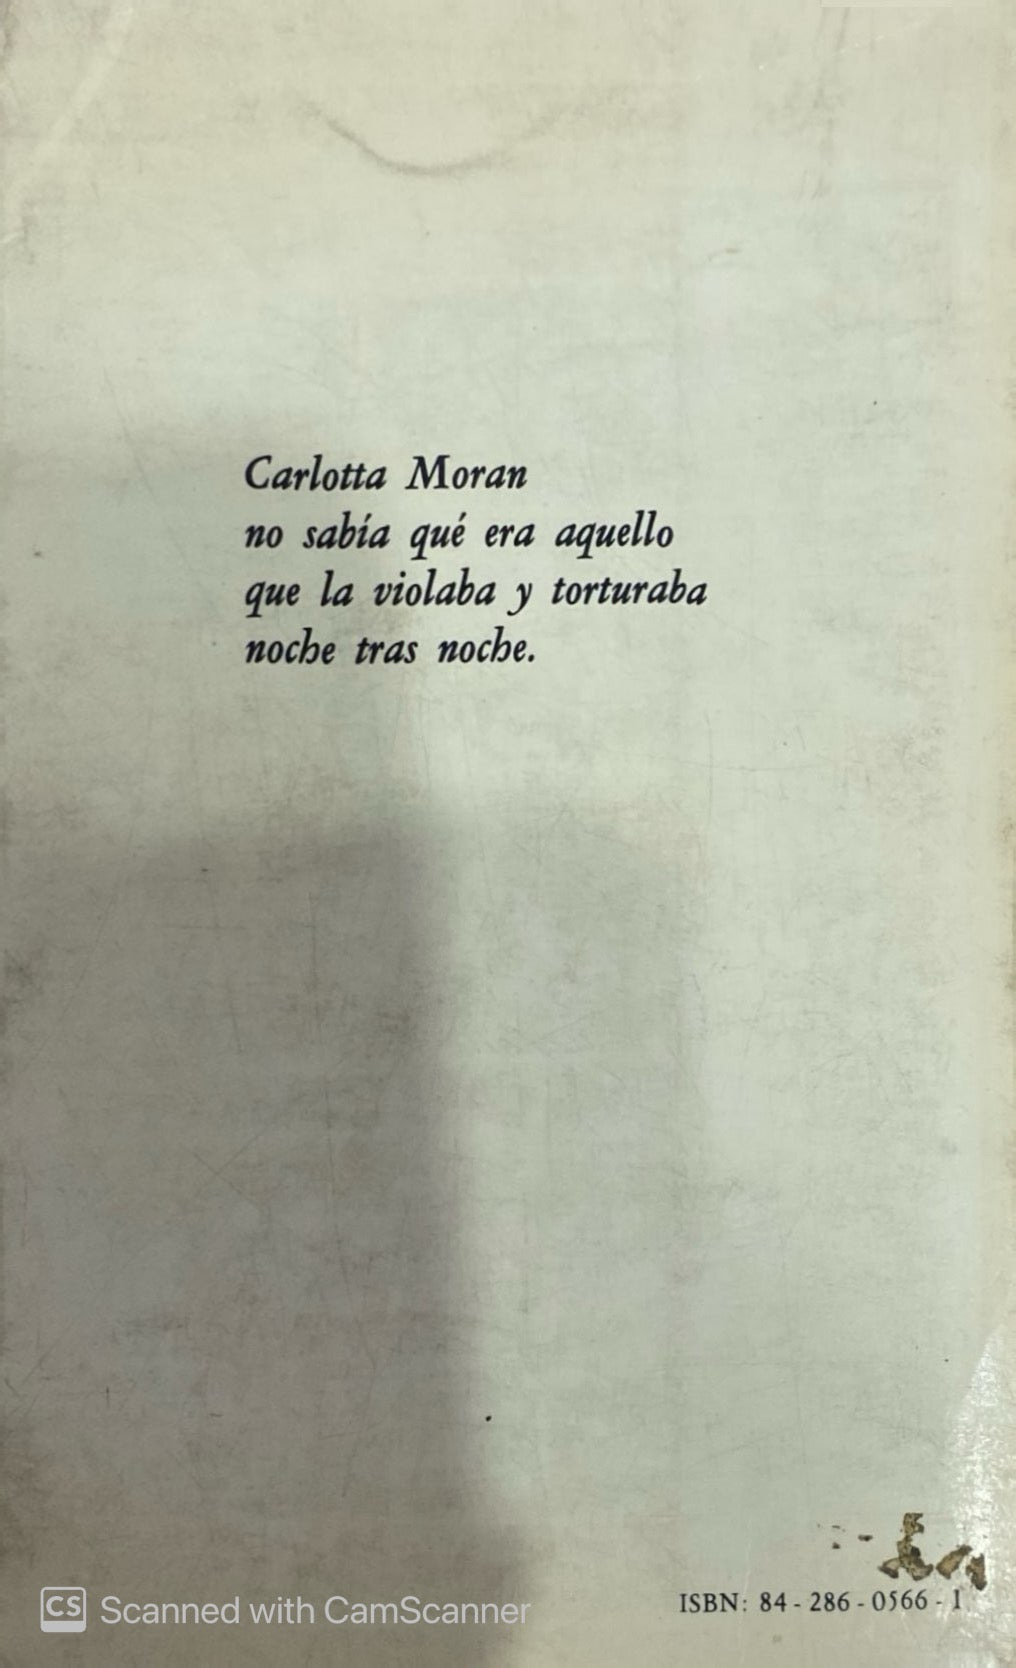 Carlotta Moran
no sabía qué era aquello
que la violaba y torturaba
noche tras noche.
ISBN: 84 - 286 - 0566 - 1
CS Scanned with CamScanner